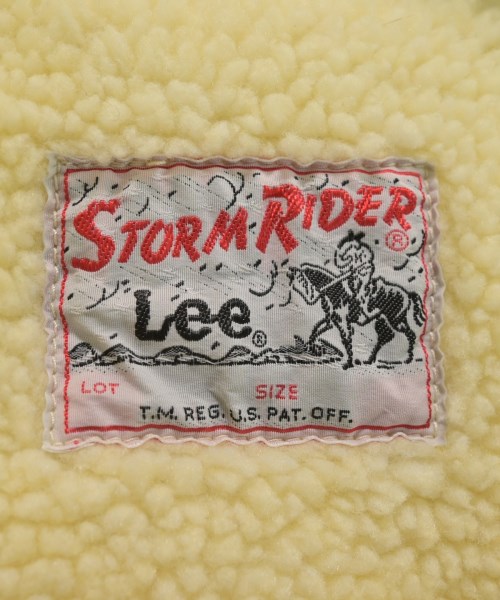 STORM RIDER ®
Lee ®
LOT SIZE
T.M. REG. U.S. PAT. OFF.